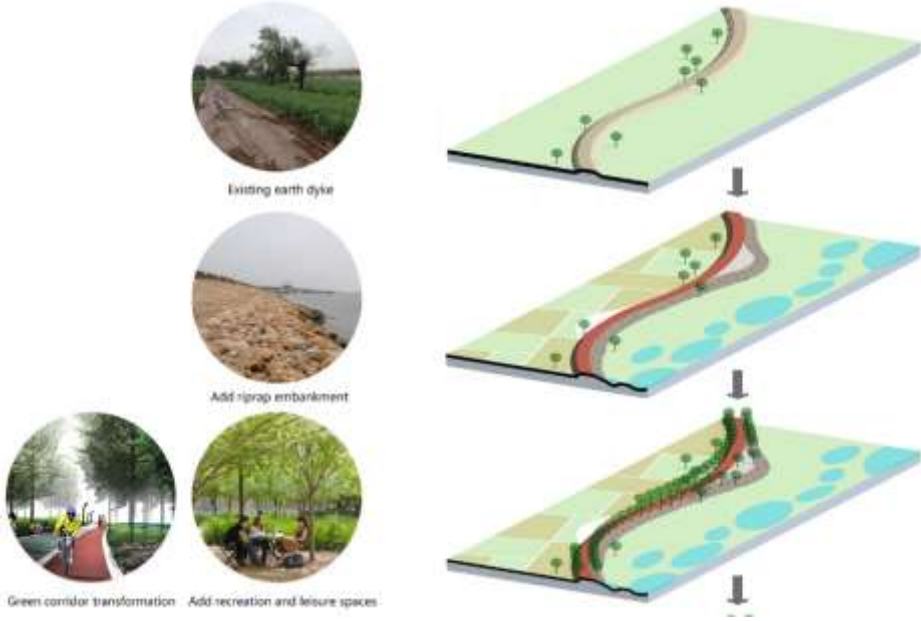 Existing earth dyke
Add riprap embankment
Green corridor transformation
Add recreation and leisure spaces